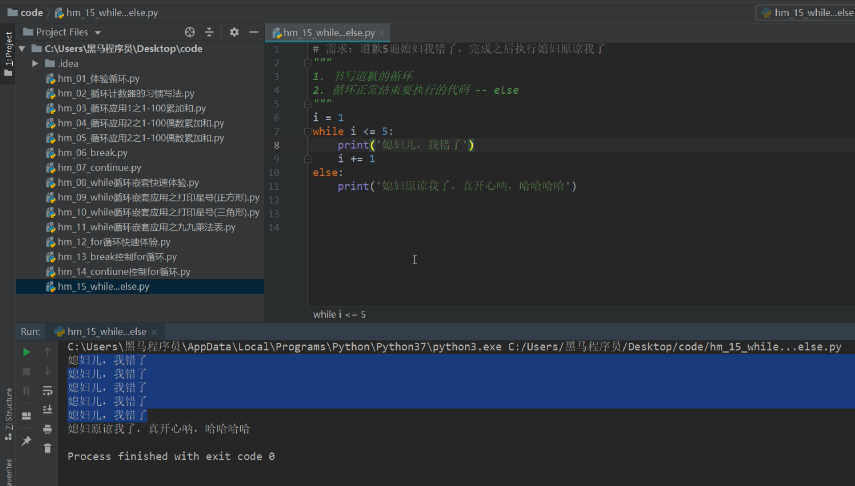 code
hm_15_while...else.py
hm_15_while...else
1: Project
Project Files
C:\Users\黑马程序员\Desktop\code
.idea
hm_01_体验循环.py
hm_02_循环计数器的习惯写法.py
hm_03_循环应用1之1-100累加和.py
hm_04_循环应用2之1-100偶数累加和.py
hm_05_循环应用2之1-100偶数累加和.py
hm_06_break.py
hm_07_continue.py
hm_08_while循环嵌套快速体验.py
hm_09_while循环嵌套应用之打印星号(正方形).py
hm_10_while循环嵌套应用之打印星号(三角形).py
hm_11_while循环嵌套应用之九九乘法表.py
hm_12_for循环快速体验.py
hm_13_break控制for循环.py
hm_14_contiune控制for循环.py
hm_15_while...else.py
hm_15_while...else.py
1 # 需求：道歉5遍媳妇我错了，完成之后执行媳妇原谅我了
2 """
3 1. 书写道歉的循环
4 2. 循环正常结束要执行的代码 -- else
5 """
6 i = 1
7 while i <= 5:
8 print('媳妇儿，我错了')
9 i += 1
10 else:
11 print('媳妇原谅我了，真开心呐，哈哈哈哈')
12
13
14
while i <= 5
Run:
hm_15_while...else
C:\Users\黑马程序员\AppData\Local\Programs\Python\Python37\python3.exe C:/Users/黑马程序员/Desktop/code/hm_15_while...else.py
媳妇儿，我错了
媳妇儿，我错了
媳妇儿，我错了
媳妇儿，我错了
媳妇儿，我错了
媳妇原谅我了，真开心呐，哈哈哈哈
Process finished with exit code 0
7: Structure
avorites